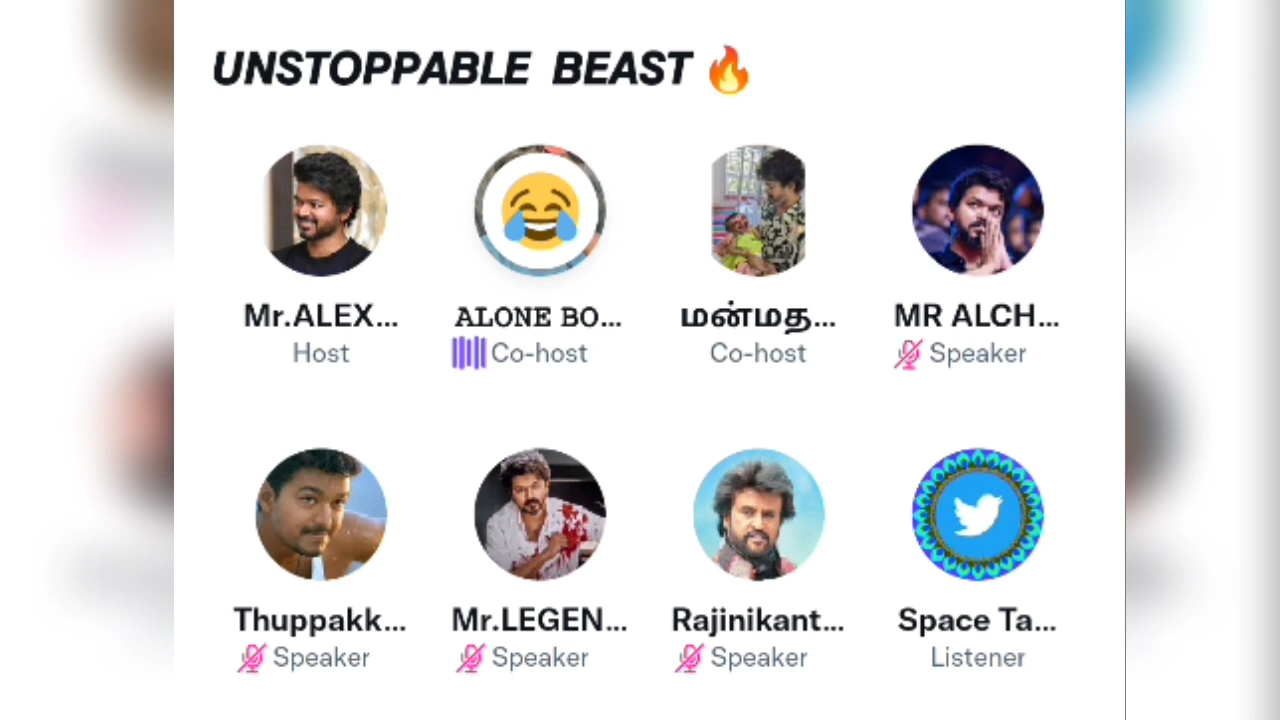 UNSTOPPABLE BEAST 🔥
Mr.ALEX... ALONE BO... மன்மத... MR ALCH...
Host Co-host Co-host Speaker
Thuppakk... Mr.LEGEN... Rajinikant... Space Ta...
Speaker Speaker Speaker Listener